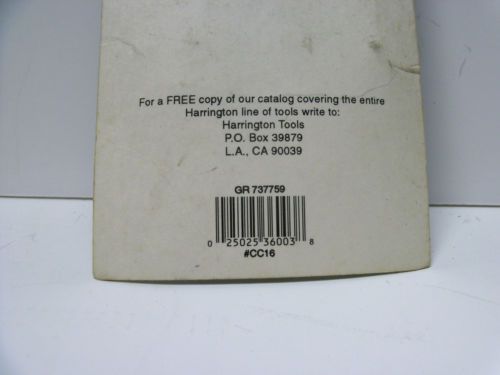 For a FREE copy of our catalog covering the entire
Harrington line of tools write to:
Harrington Tools
P.O. Box 39879
L.A., CA 90039
GR 737759
0 25025 36003 8
#CC16